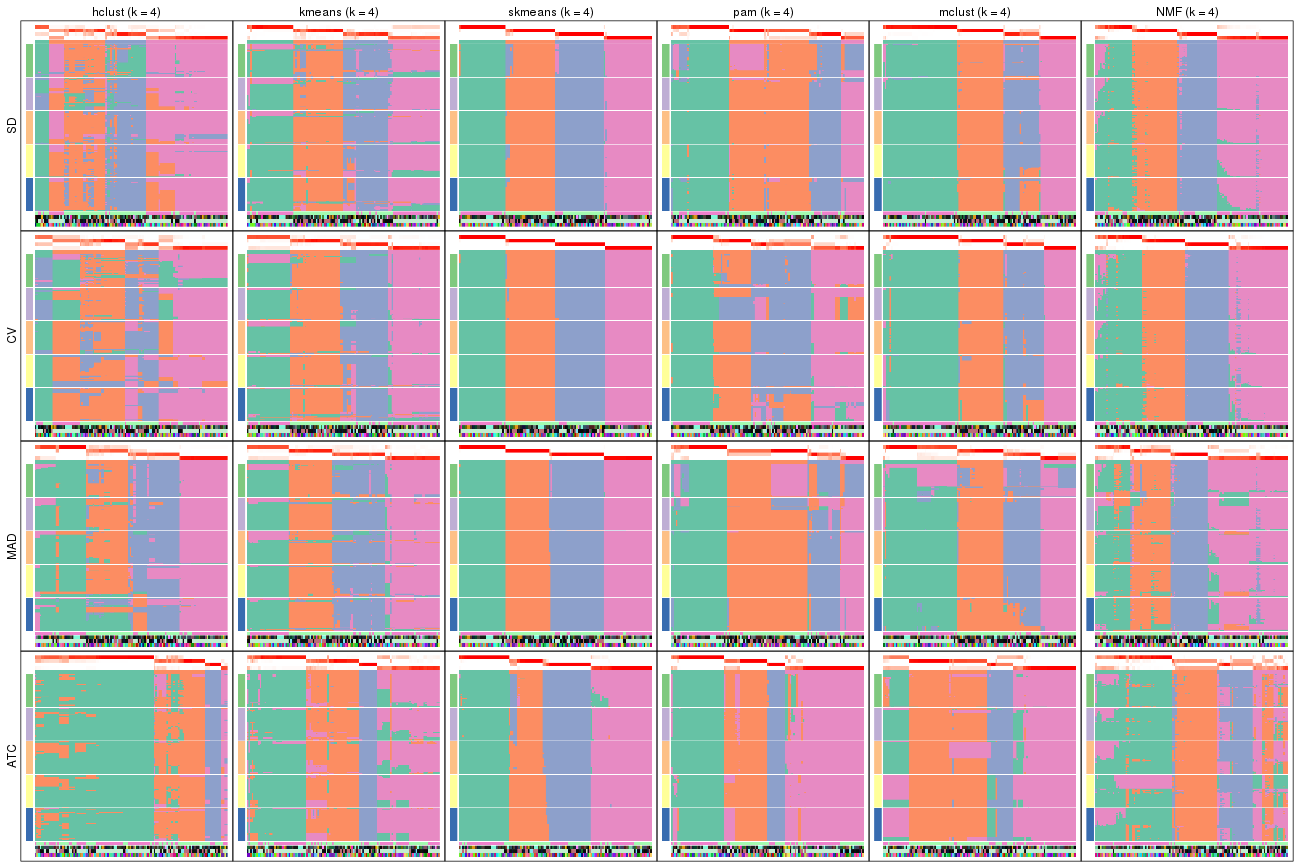 hclust (k = 4) kmeans (k = 4) skmeans (k = 4) pam (k = 4) mclust (k = 4) NMF (k = 4)
SD
CV
MAD
ATC